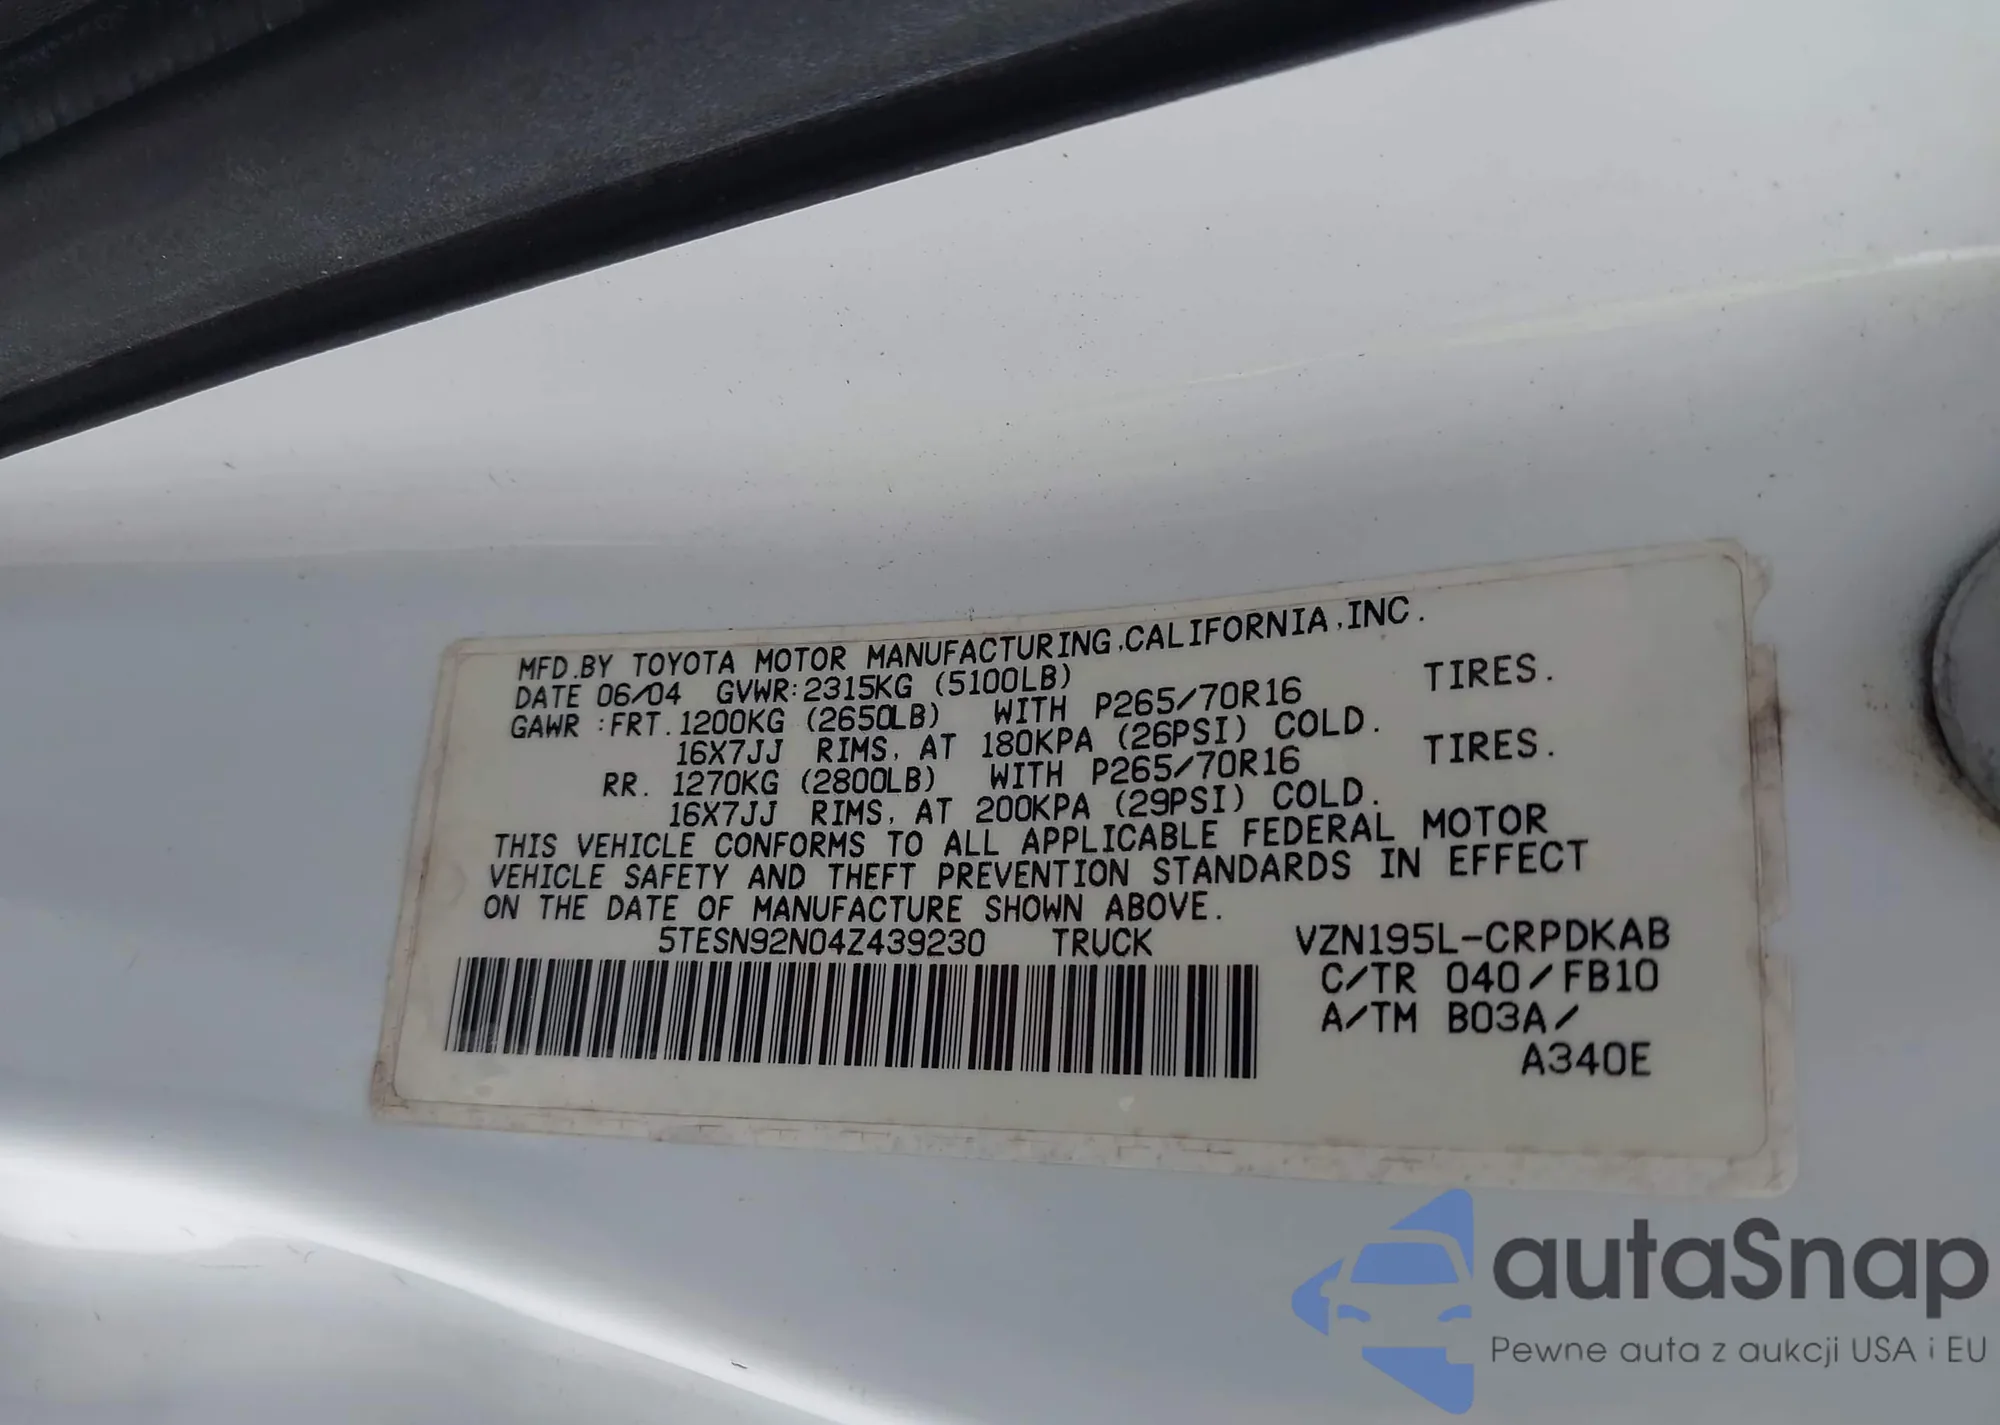 MFD.BY TOYOTA MOTOR MANUFACTURING,CALIFORNIA,INC.
DATE 06/04 GVWR:2315KG (5100LB)
GAWR :FRT. 1200KG (2650LB) WITH P265/70R16 TIRES.
16X7JJ RIMS, AT 180KPA (26PSI) COLD.
RR. 1270KG (2800LB) WITH P265/70R16 TIRES.
16X7JJ RIMS, AT 200KPA (29PSI) COLD.
THIS VEHICLE CONFORMS TO ALL APPLICABLE FEDERAL MOTOR
VEHICLE SAFETY AND THEFT PREVENTION STANDARDS IN EFFECT
ON THE DATE OF MANUFACTURE SHOWN ABOVE.
5TESN92N04Z439230 TRUCK VZN195L-CRPDKAB
C/TR 040/FB10
A/TM B03A/
A340E
autaSnap
Pewne auta z aukcji USA i EU